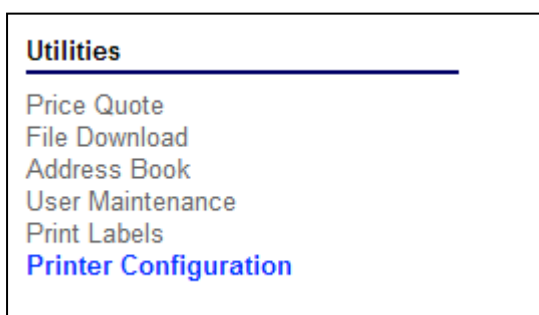 Utilities
Price Quote
File Download
Address Book
User Maintenance
Print Labels
Printer Configuration